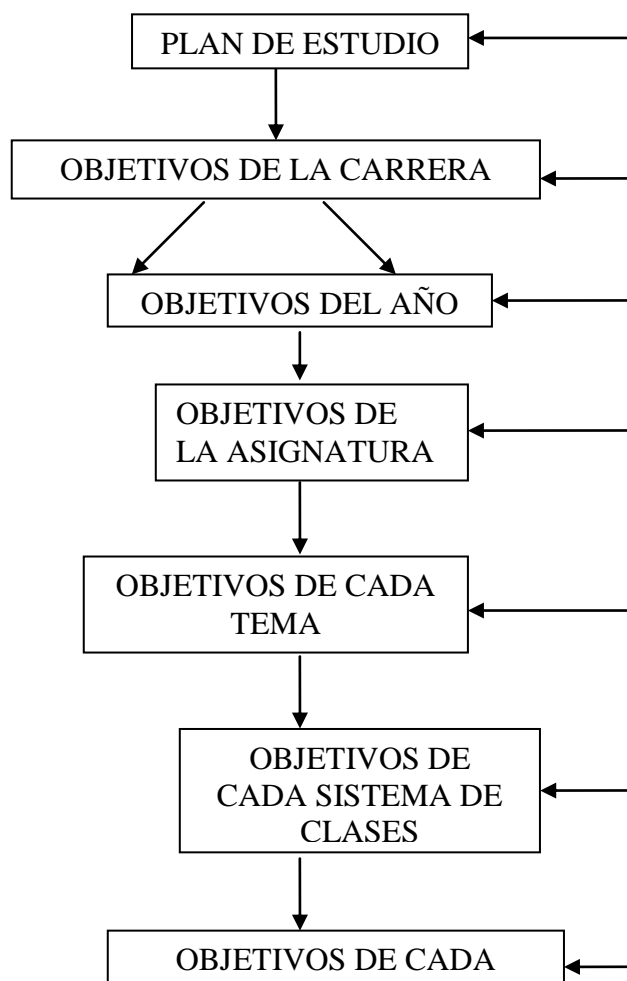 PLAN DE ESTUDIO
OBJETIVOS DE LA CARRERA
OBJETIVOS DEL AÑO
OBJETIVOS DE
LA ASIGNATURA
OBJETIVOS DE CADA
TEMA
OBJETIVOS DE
CADA SISTEMA DE
CLASES
OBJETIVOS DE CADA